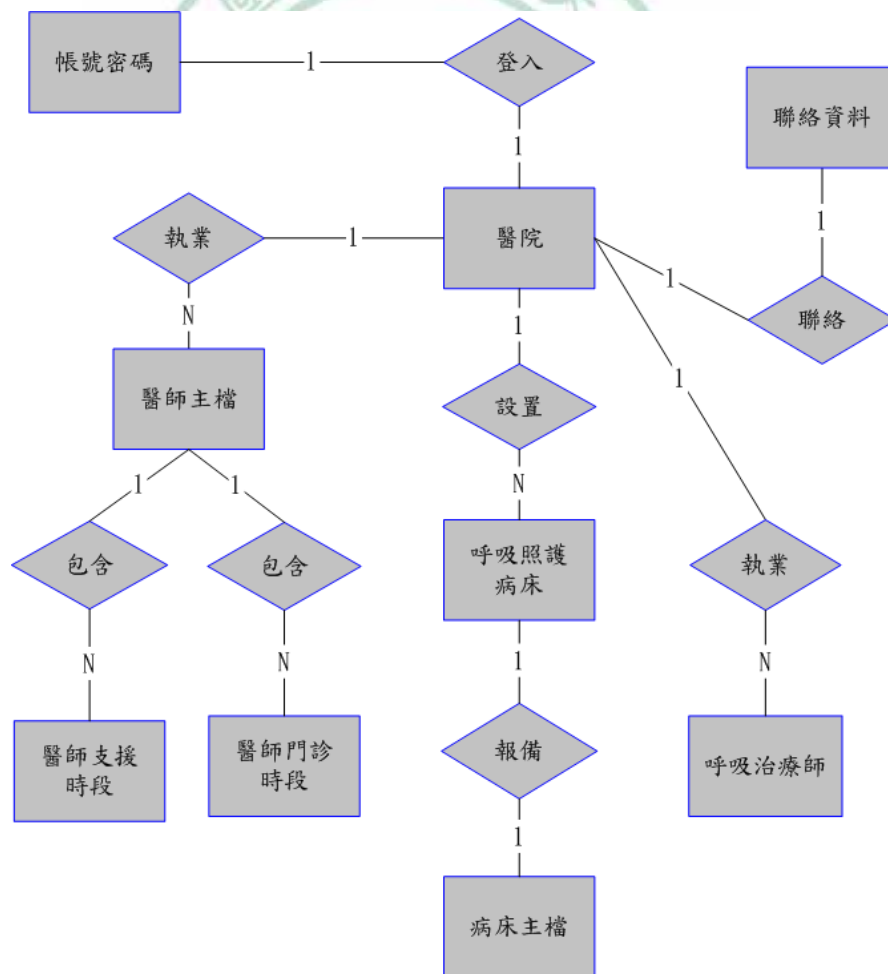 帳號密碼
1
登入
1
聯絡資料
1
執業
1
醫院
1
聯絡
N
1
1
醫師主檔
設置
1
1
N
包含
包含
呼吸照護
病床
執業
N
N
1
N
醫師支援
時段
醫師門診
時段
報備
呼吸治療師
1
病床主檔